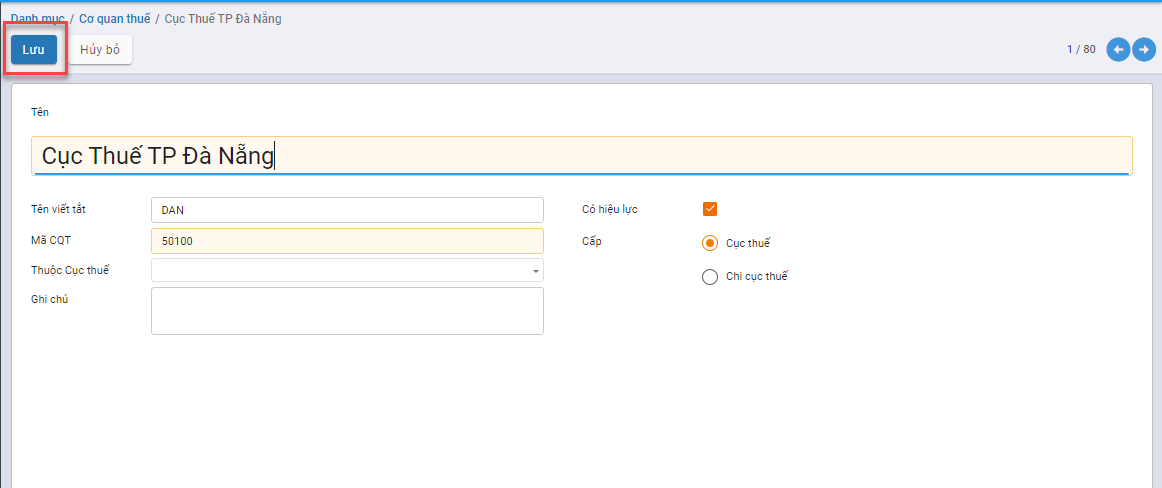 Danh mục / Cơ quan thuế / Cục Thuế TP Đà Nẵng
Lưu Hủy bỏ 1 / 80
Tên
Cục Thuế TP Đà Nẵng
Tên viết tắt DAN Có hiệu lực
Mã CQT 50100 Cấp Cục thuế
Thuộc Cục thuế Chi cục thuế
Ghi chú